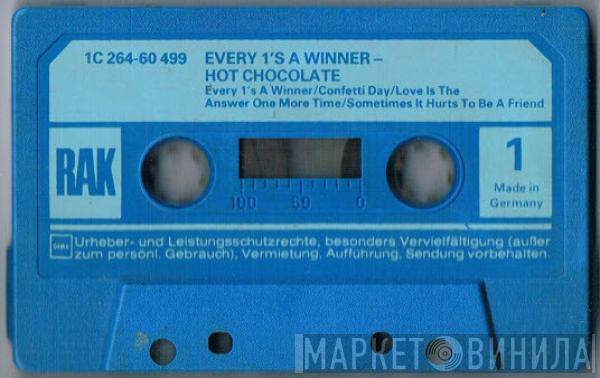 1C 264-60 499
EVERY 1'S A WINNER –
HOT CHOCOLATE
Every 1's A Winner/Confetti Day/Love Is The
Answer One More Time/Sometimes It Hurts To Be A Friend
RAK
100 50 0
1
Made in
Germany
GEMA
Urheber- und Leistungsschutzrechte, besonders Vervielfältigung (außer
zum persönl. Gebrauch), Vermietung, Aufführung, Sendung vorbehalten.
МАРКЕТ ВИНИЛА